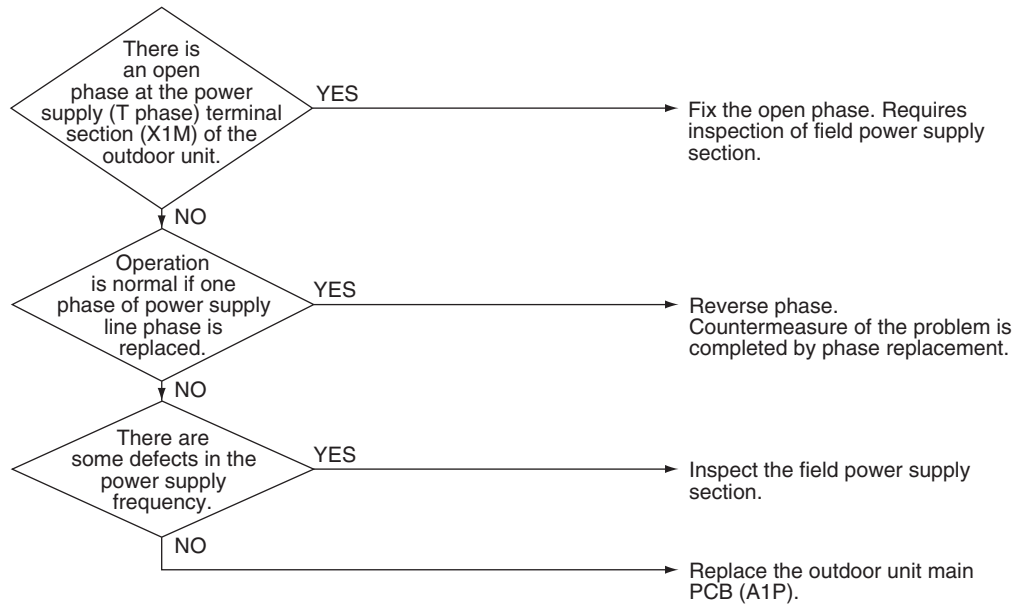 There is
an open
phase at the power
supply (T phase) terminal
section (X1M) of the
outdoor unit.
YES
Fix the open phase. Requires
inspection of field power supply
section.
NO
Operation
is normal if one
phase of power supply
line phase is
replaced.
YES
Reverse phase.
Countermeasure of the problem is
completed by phase replacement.
NO
There are
some defects in the
power supply
frequency.
YES
Inspect the field power supply
section.
NO
Replace the outdoor unit main
PCB (A1P).